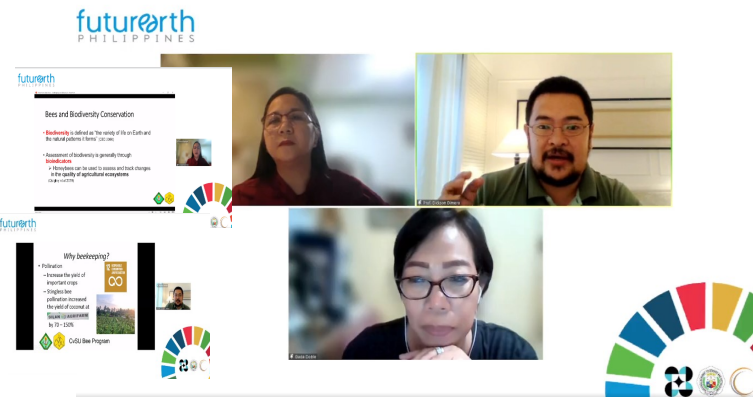 futurearth
PHILIPPINES
futurearth
PHILIPPINES
Bees and Biodiversity Conservation
• Biodiversity is defined as "the variety of life on Earth and
the natural patterns it forms"
• Assessment of biodiversity is generally through
bioindicators
➢ Honeybees can be used to assess and track changes
in the quality of agricultural ecosystems
futurearth
PHILIPPINES
Why beekeeping?
• Pollination
– Increase the yield of
important crops
– Stingless bee
pollination increased
the yield of coconut at
by 70 – 150%
CvSU Bee Program